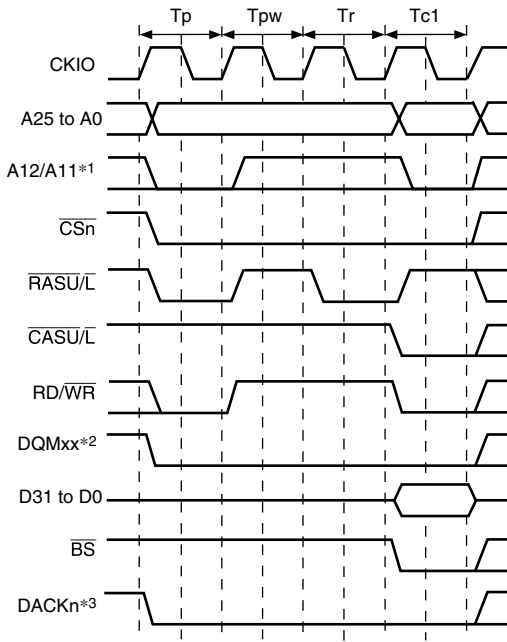 Tp Tpw Tr Tc1
CKIO
A25 to A0
A12/A11*1
CSn
RASU/L
CASU/L
RD/WR
DQMxx*2
D31 to D0
BS
DACKn*3